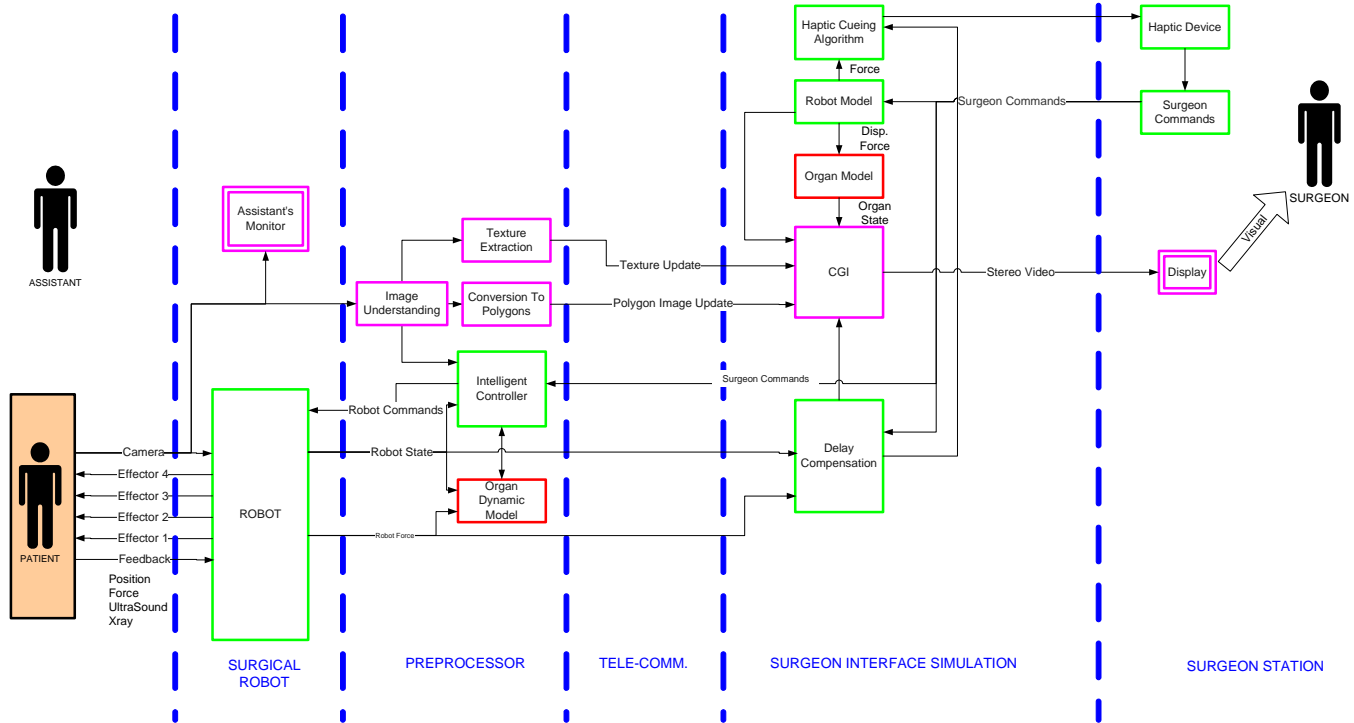 Haptic Cueing
Algorithm
Haptic Device
Force
Robot Model
Surgeon Commands
Surgeon
Commands
Disp.
Force
Organ Model
SURGEON
Assistant's
Monitor
Organ
State
Texture
Extraction
Visual
ASSISTANT
Texture Update
CGI
Stereo Video
Display
Image
Understanding
Conversion To
Polygons
Polygon Image Update
Intelligent
Controller
Surgeon Commands
Robot Commands
Camera
Robot State
Delay
Compensation
Effector 4
Effector 3
Organ
Dynamic
Model
ROBOT
Effector 2
Effector 1
Robot Force
PATIENT
Feedback
Position
Force
UltraSound
Xray
SURGICAL
ROBOT
PREPROCESSOR
TELE-COMM.
SURGEON INTERFACE SIMULATION
SURGEON STATION